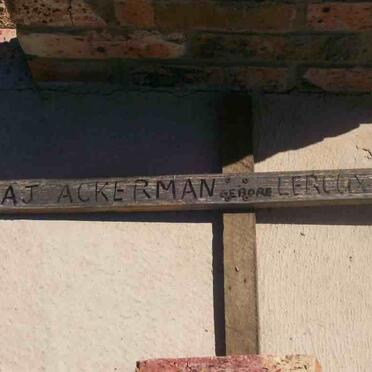 AJ ACKERMAN GEBORE LEROUX